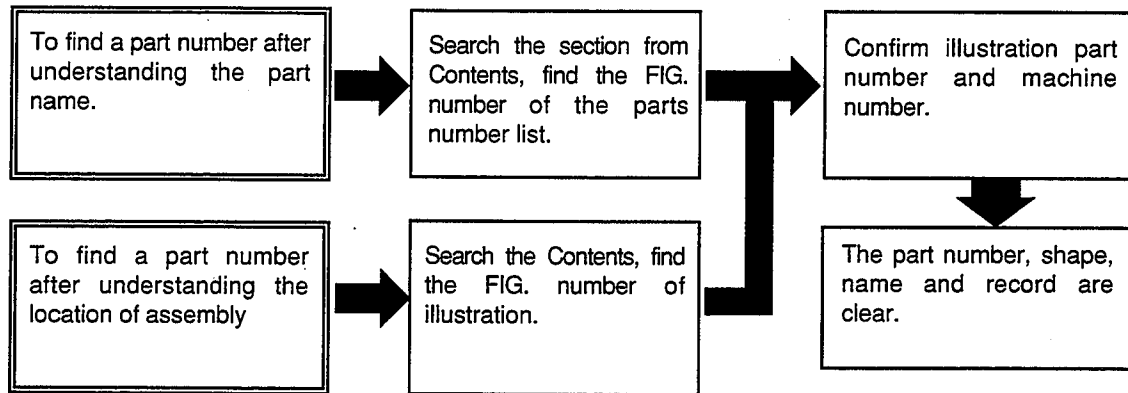 To find a part number after
understanding the part
name.
Search the section from
Contents, find the FIG.
number of the parts
number list.
Confirm illustration part
number and machine
number.
To find a part number
after understanding the
location of assembly
Search the Contents, find
the FIG. number of
illustration.
The part number, shape,
name and record are
clear.